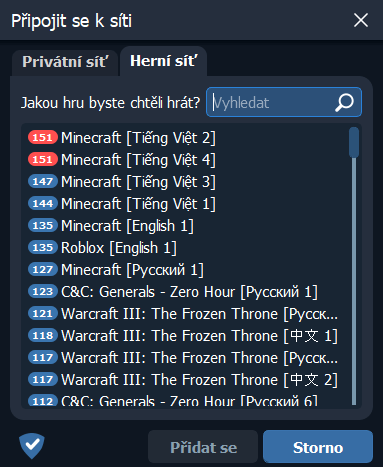 Připojit se k síti
Privátní síť
Herní síť
Jakou hru byste chtěli hrát?
Vyhledat
151 Minecraft [Tiếng Việt 2]
151 Minecraft [Tiếng Việt 4]
147 Minecraft [Tiếng Việt 3]
144 Minecraft [Tiếng Việt 1]
135 Minecraft [English 1]
135 Roblox [English 1]
127 Minecraft [Русский 1]
123 C&C: Generals - Zero Hour [Русский 1]
121 Warcraft III: The Frozen Throne [Русск...
118 Warcraft III: The Frozen Throne [中文 1]
117 Warcraft III: The Frozen Throne [Русск...
117 Warcraft III: The Frozen Throne [中文 2]
112 C&C: Generals - Zero Hour [Русский 6]
Přidat se
Storno